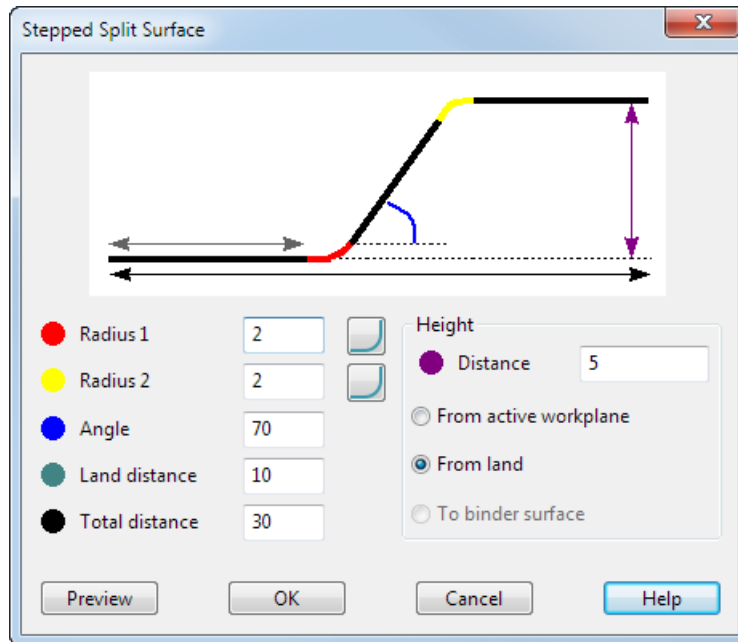 Stepped Split Surface
Radius 1 2
Radius 2 2
Angle 70
Land distance 10
Total distance 30
Height
Distance 5
From active workplane
From land
To binder surface
Preview OK Cancel Help